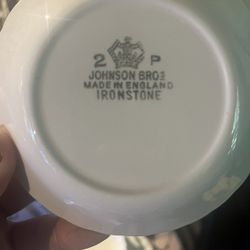 2 P
JOHNSON BROS
MADE IN ENGLAND
IRONSTONE